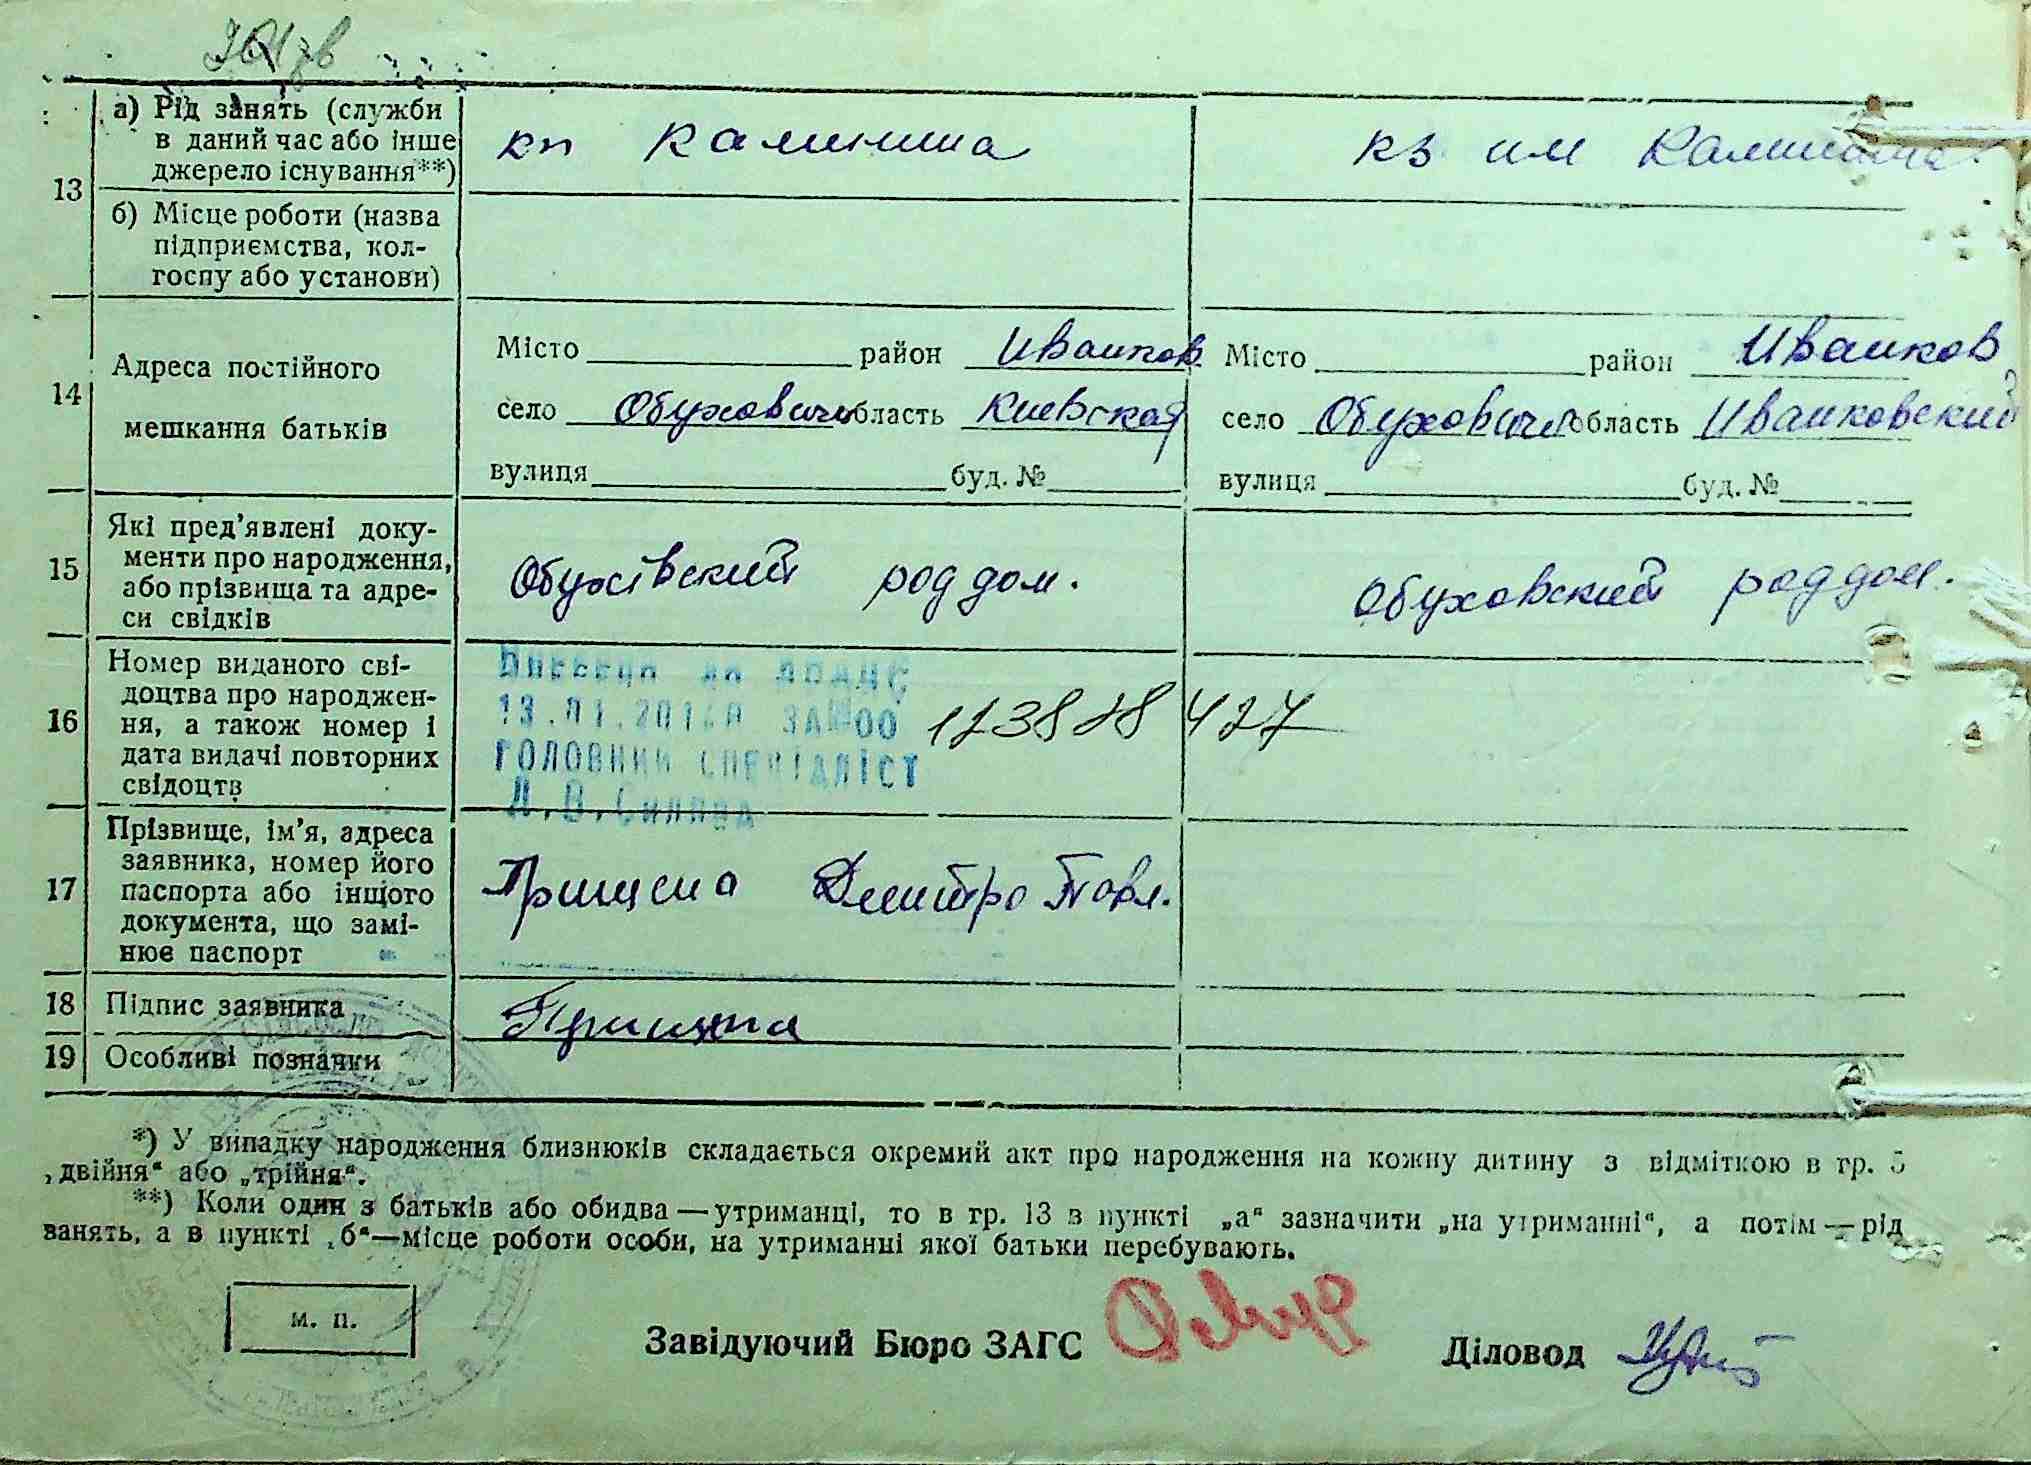 13
а) Рід занять (служби
в даний час або інше
джерело існування**)
кп Калинина
кз им Калинина
б) Місце роботи (назва
підприємства, кол-
госпу або установи)
14
Адреса постійного
мешкання батьків
Місто район Иванков
село Обуховичи область Киевская
вулиця буд. №
Місто район Иванков
село Обуховичи область Иванковский
вулиця буд. №
15
Які пред’явлені доку-
менти про народження,
або прізвища та адре-
си свідків
Обухівский роддом.
Обуховский роддом.
16
Номер виданого сві-
доцтва про народжен-
ня, а також номер і
дата видачі повторних
свідоцтв
ГОЛОВНИЙ СПЕЦІАЛІСТ
427
17
Прізвище, ім’я, адреса
заявника, номер його
паспорта або іншого
документа, що замі-
нює паспорт
Дмитро Павл.
18
Підпис заявника
19
Особливі позначки
*) У випадку народження близнюків складається окремий акт про народження на кожну дитину з відміткою в гр. 5
„двійня“ або „трійня“.
**) Коли один з батьків або обидва—утриманці, то в гр. 13 в пункті „а“ зазначити „на утриманні“, а потім—рід
занять, а в пункті „б“—місце роботи особи, на утриманні якої батьки перебувають.
м. п.
Завідуючий Бюро ЗАГС
Діловод